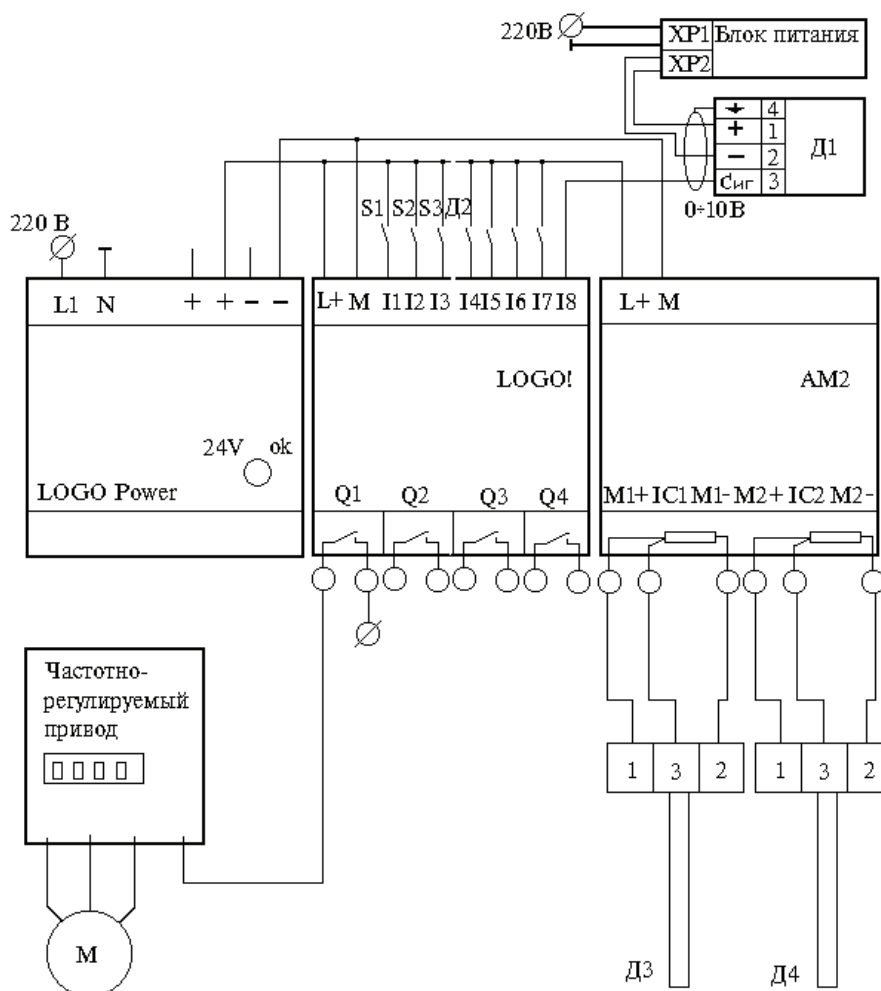 220В
XP1 Блок питания
XP2
4
+ 1
− 2
Сиг 3
Д1
0÷10В
S1 S2 S3 Д2
220 В
L1 N + + − −
L+ M I1 I2 I3 I4 I5 I6 I7 I8
L+ M
LOGO!
AM2
24V ok
LOGO Power
Q1 Q2 Q3 Q4
M1+ IC1 M1- M2+ IC2 M2-
Частотно-
регулируемый
привод
1 3 2
1 3 2
М
Д3
Д4